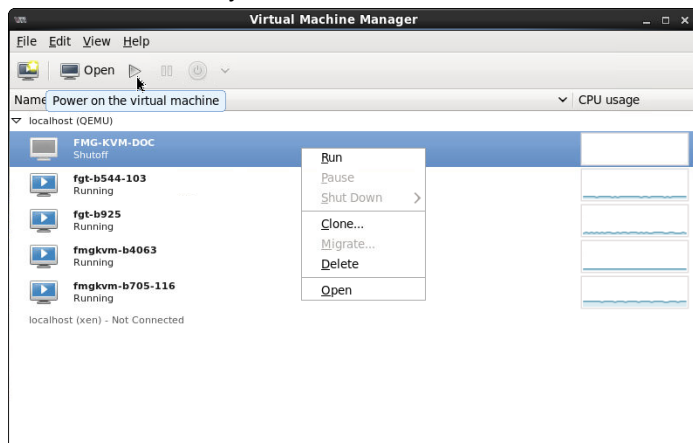 Virtual Machine Manager
File Edit View Help
Open
Name CPU usage
Power on the virtual machine
localhost (QEMU)
FMG-KVM-DOC
Shutoff
Run
Pause
Shut Down
Clone...
Migrate...
Delete
Open
fgt-b544-103
Running
fgt-b925
Running
fmgkvm-b4063
Running
fmgkvm-b705-116
Running
localhost (xen) - Not Connected